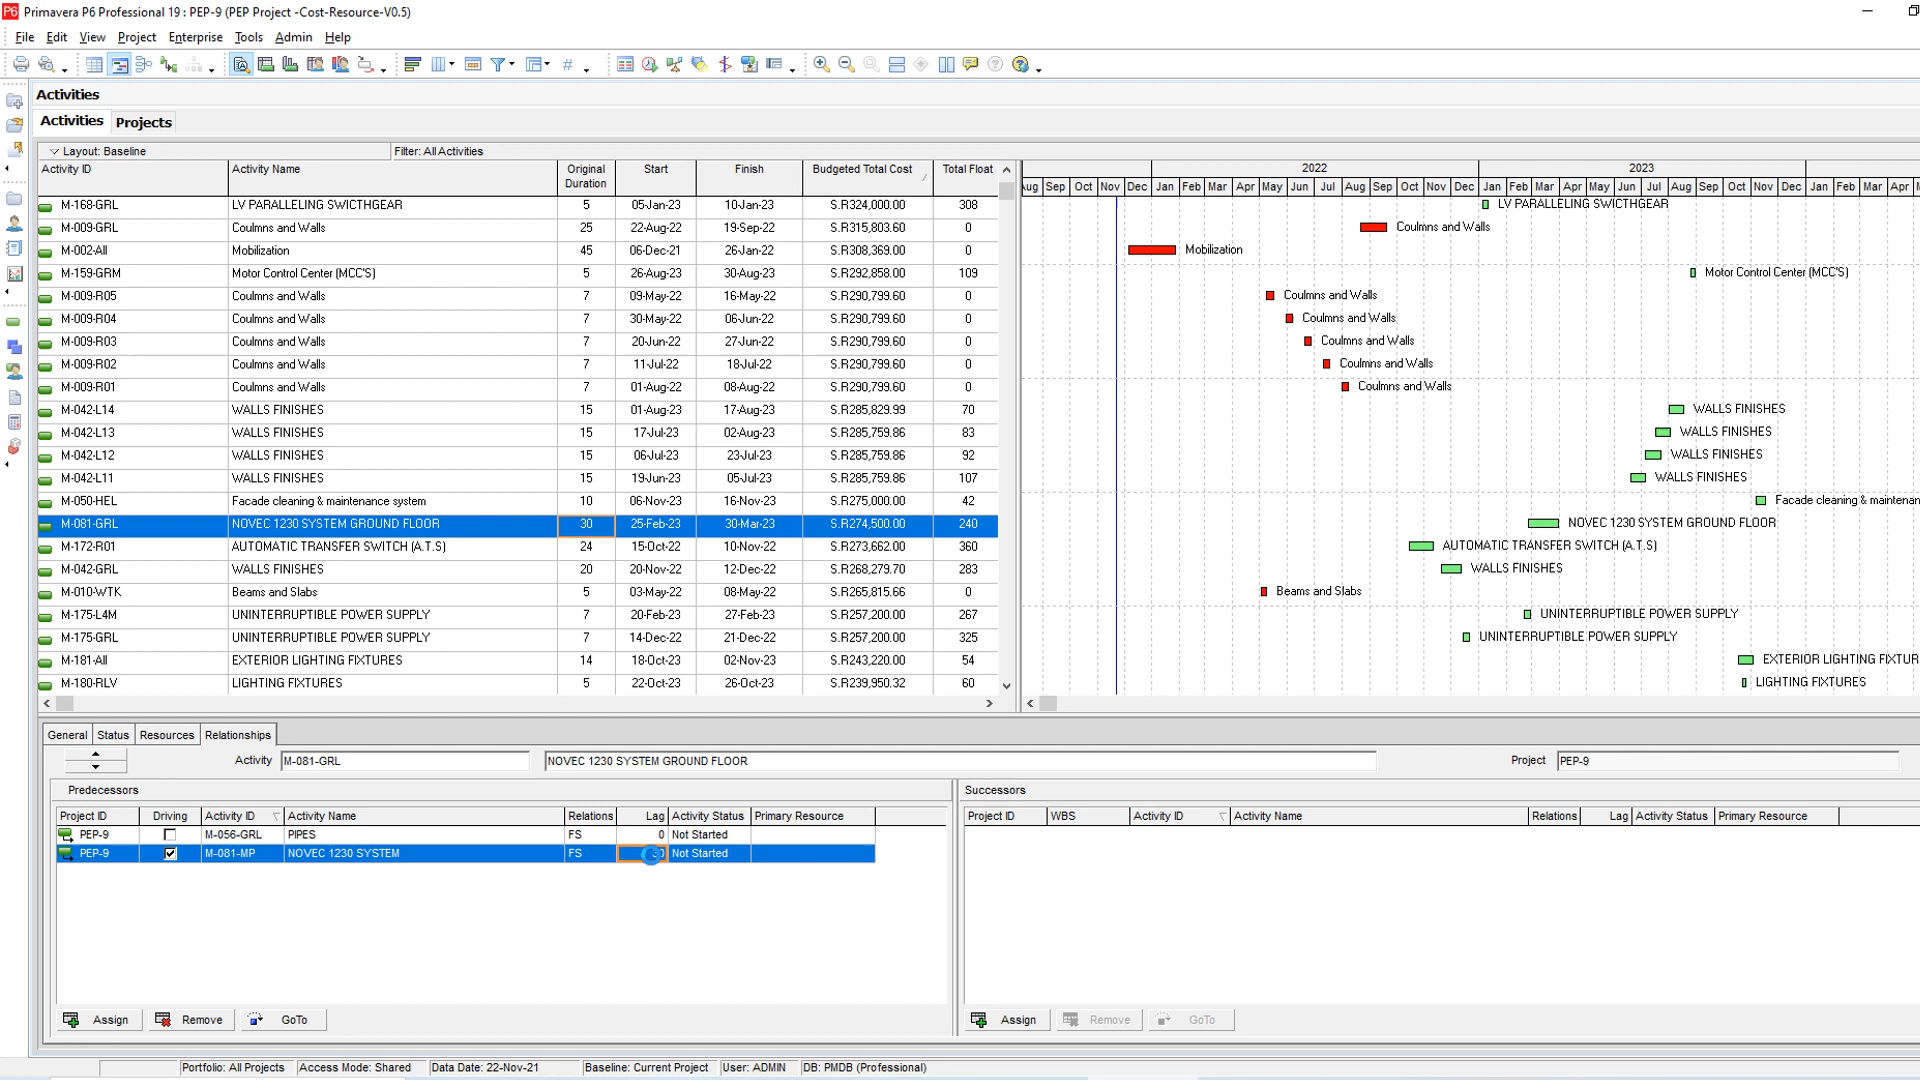 P6 Primavera P6 Professional 19 : PEP-9 (PEP Project -Cost-Resource-V0.5)
File Edit View Project Enterprise Tools Admin Help
Activities
Activities Projects
Layout: Baseline Filter: All Activities
Activity ID Activity Name Original Duration Start Finish Budgeted Total Cost Total Float
2022 2023
Aug Sep Oct Nov Dec Jan Feb Mar Apr May Jun Jul Aug Sep Oct Nov Dec Jan Feb Mar Apr May Jun Jul Aug Sep Oct Nov Dec Jan Feb Mar Apr
M-168-GRL LV PARALLELING SWICTHGEAR 5 05-Jan-23 10-Jan-23 S.R324,000.00 308 LV PARALLELING SWICTHGEAR
M-009-GRL Coulmns and Walls 25 22-Aug-22 19-Sep-22 S.R315,803.60 0 Coulmns and Walls
M-002-All Mobilization 45 06-Dec-21 26-Jan-22 S.R308,369.00 0 Mobilization
M-159-GRM Motor Control Center (MCC'S) 5 26-Aug-23 30-Aug-23 S.R292,858.00 109 Motor Control Center (MCC'S)
M-009-R05 Coulmns and Walls 7 09-May-22 16-May-22 S.R290,799.60 0 Coulmns and Walls
M-009-R04 Coulmns and Walls 7 30-May-22 06-Jun-22 S.R290,799.60 0 Coulmns and Walls
M-009-R03 Coulmns and Walls 7 20-Jun-22 27-Jun-22 S.R290,799.60 0 Coulmns and Walls
M-009-R02 Coulmns and Walls 7 11-Jul-22 18-Jul-22 S.R290,799.60 0 Coulmns and Walls
M-009-R01 Coulmns and Walls 7 01-Aug-22 08-Aug-22 S.R290,799.60 0 Coulmns and Walls
M-042-L14 WALLS FINISHES 15 01-Aug-23 17-Aug-23 S.R285,829.99 70 WALLS FINISHES
M-042-L13 WALLS FINISHES 15 17-Jul-23 02-Aug-23 S.R285,759.86 83 WALLS FINISHES
M-042-L12 WALLS FINISHES 15 06-Jul-23 23-Jul-23 S.R285,759.86 92 WALLS FINISHES
M-042-L11 WALLS FINISHES 15 19-Jun-23 05-Jul-23 S.R285,759.86 107 WALLS FINISHES
M-050-HEL Facade cleaning & maintenance system 10 06-Nov-23 16-Nov-23 S.R275,000.00 42 Facade cleaning & maintenan
M-081-GRL NOVEC 1230 SYSTEM GROUND FLOOR 30 25-Feb-23 30-Mar-23 S.R274,500.00 240 NOVEC 1230 SYSTEM GROUND FLOOR
M-172-R01 AUTOMATIC TRANSFER SWITCH (A.T.S) 24 15-Oct-22 10-Nov-22 S.R273,662.00 360 AUTOMATIC TRANSFER SWITCH (A.T.S)
M-042-GRL WALLS FINISHES 20 20-Nov-22 12-Dec-22 S.R268,279.70 283 WALLS FINISHES
M-010-WTK Beams and Slabs 5 03-May-22 08-May-22 S.R265,815.66 0 Beams and Slabs
M-175-L4M UNINTERRUPTIBLE POWER SUPPLY 7 20-Feb-23 27-Feb-23 S.R257,200.00 267 UNINTERRUPTIBLE POWER SUPPLY
M-175-GRL UNINTERRUPTIBLE POWER SUPPLY 7 14-Dec-22 21-Dec-22 S.R257,200.00 325 UNINTERRUPTIBLE POWER SUPPLY
M-181-All EXTERIOR LIGHTING FIXTURES 14 18-Oct-23 02-Nov-23 S.R243,220.00 54 EXTERIOR LIGHTING FIXTUR
M-180-RLV LIGHTING FIXTURES 5 22-Oct-23 26-Oct-23 S.R239,950.32 60 LIGHTING FIXTURES
General Status Resources Relationships
Activity M-081-GRL NOVEC 1230 SYSTEM GROUND FLOOR Project PEP-9
Predecessors Successors
Project ID Driving Activity ID Activity Name Relations Lag Activity Status Primary Resource Project ID WBS Activity ID Activity Name Relations Lag Activity Status Primary Resource
PEP-9 M-056-GRL PIPES FS 0 Not Started
PEP-9 M-081-MP NOVEC 1230 SYSTEM FS Not Started
Assign Remove GoTo Assign Remove GoTo
Portfolio: All Projects Access Mode: Shared Data Date: 22-Nov-21 Baseline: Current Project User: ADMIN DB: PMDB (Professional)